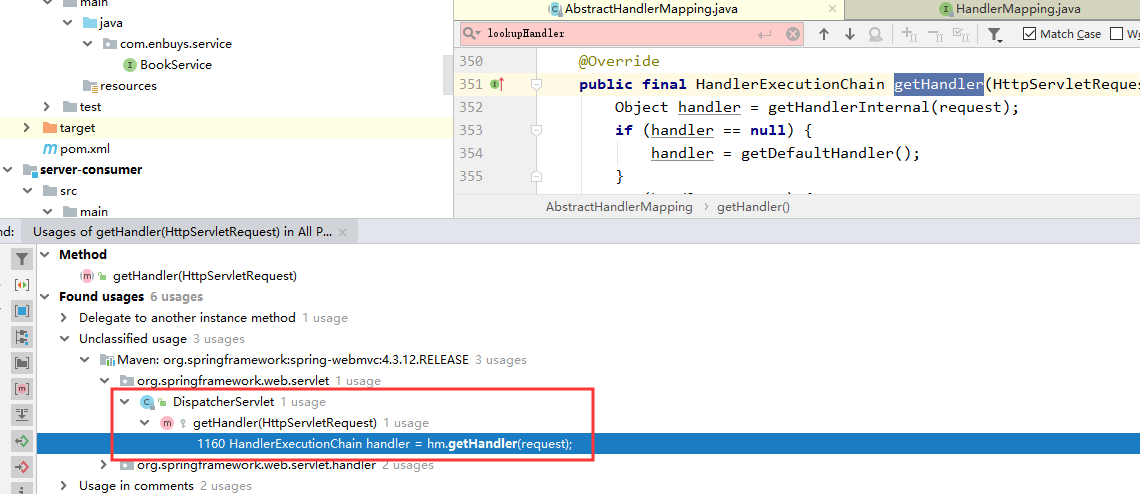 main
java
com.enbuys.service
BookService
resources
test
target
pom.xml
server-consumer
src
main
AbstractHandlerMapping.java
HandlerMapping.java
lookupHandler
Match Case
350 @Override
351 public final HandlerExecutionChain getHandler(HttpServletReques
352 Object handler = getHandlerInternal(request);
353 if (handler == null) {
354 handler = getDefaultHandler();
355 }
AbstractHandlerMapping › getHandler()
nd: Usages of getHandler(HttpServletRequest) in All P...
Method
getHandler(HttpServletRequest)
Found usages 6 usages
Delegate to another instance method 1 usage
Unclassified usage 3 usages
Maven: org.springframework:spring-webmvc:4.3.12.RELEASE 3 usages
org.springframework.web.servlet 1 usage
DispatcherServlet 1 usage
getHandler(HttpServletRequest) 1 usage
1160 HandlerExecutionChain handler = hm.getHandler(request);
org.springframework.web.servlet.handler 2 usages
Usage in comments 2 usages